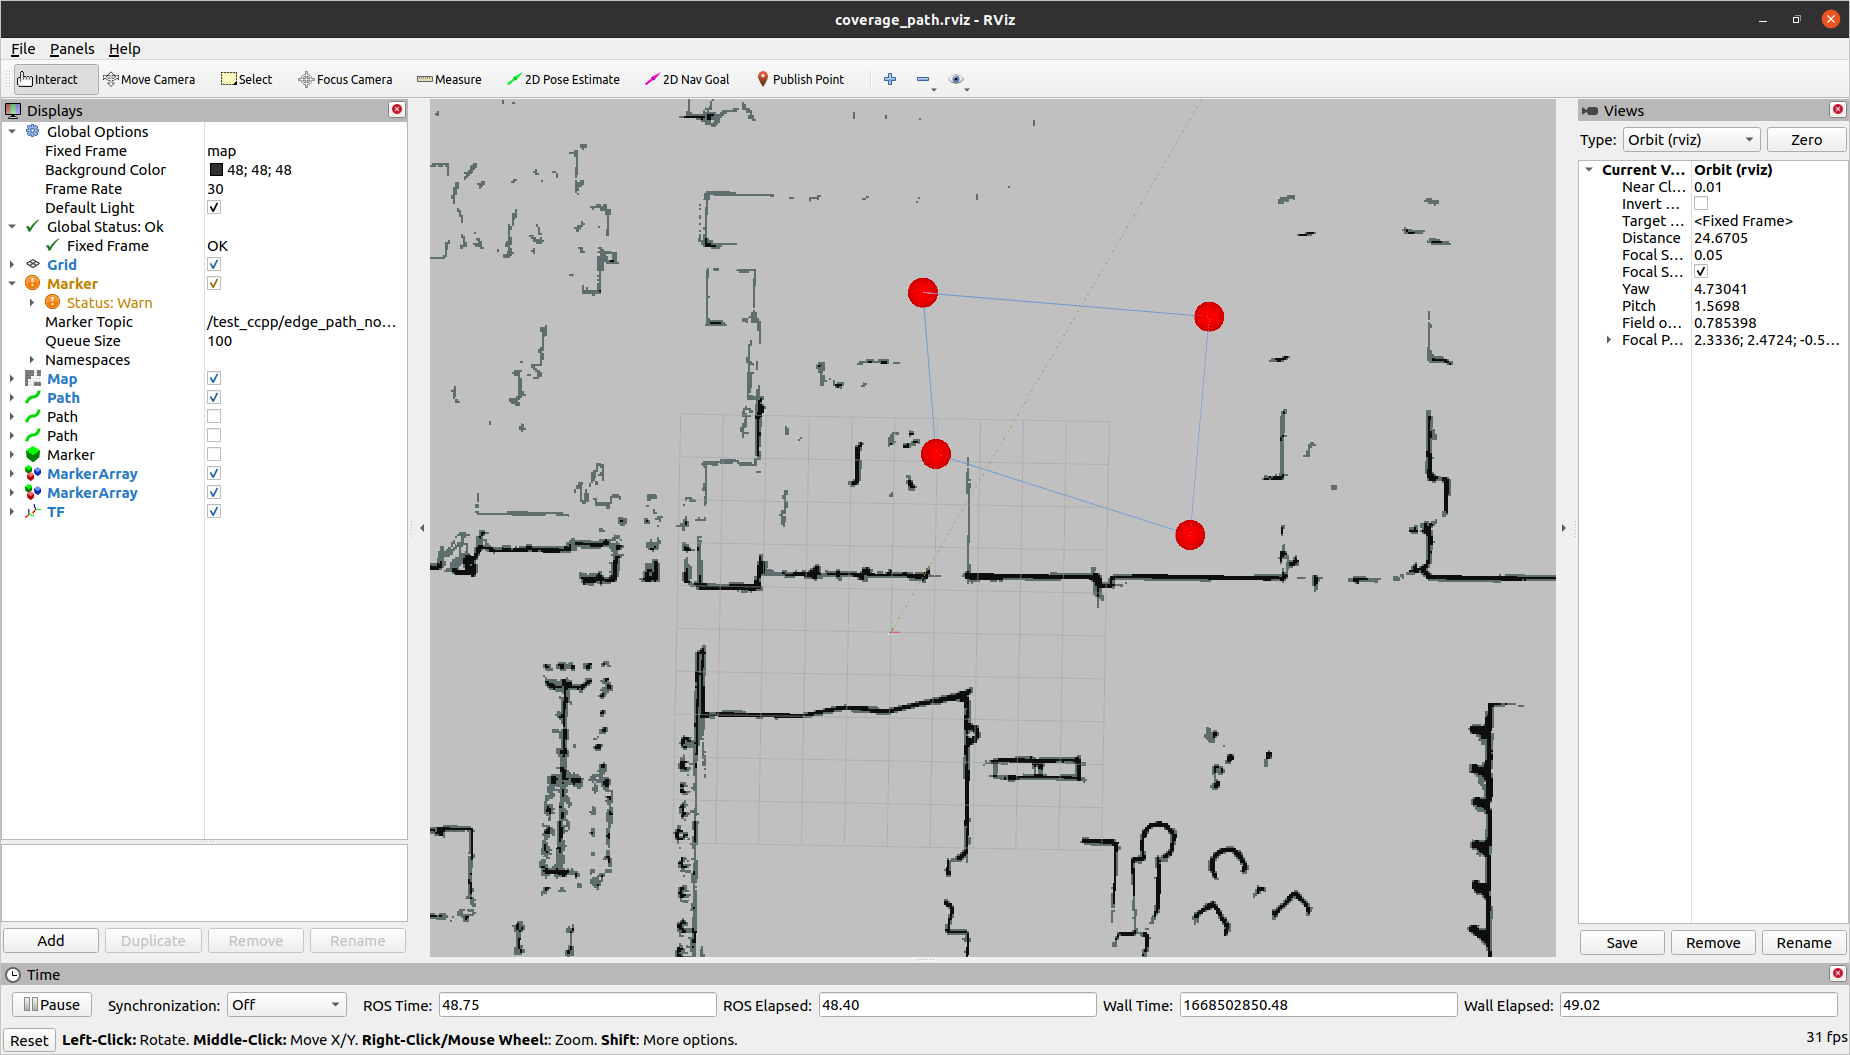 coverage_path.rviz - RViz
File Panels Help
Interact Move Camera Select Focus Camera Measure 2D Pose Estimate 2D Nav Goal Publish Point
Displays
Global Options
Fixed Frame map
Background Color 48; 48; 48
Frame Rate 30
Default Light
Global Status: Ok
Fixed Frame OK
Grid
Marker
Status: Warn
Marker Topic /test_ccpp/edge_path_no...
Queue Size 100
Namespaces
Map
Path
Path
Path
Marker
MarkerArray
MarkerArray
TF
Add Duplicate Remove Rename
Views
Type: Orbit (rviz) Zero
Current V... Orbit (rviz)
Near Cl... 0.01
Invert ...
Target ... <Fixed Frame>
Distance 24.6705
Focal S... 0.05
Focal S...
Yaw 4.73041
Pitch 1.5698
Field o... 0.785398
Focal P... 2.3336; 2.4724; -0.5...
Save Remove Rename
Time
Pause Synchronization: Off ROS Time: 48.75 ROS Elapsed: 48.40 Wall Time: 1668502850.48 Wall Elapsed: 49.02
Reset Left-Click: Rotate. Middle-Click: Move X/Y. Right-Click/Mouse Wheel:: Zoom. Shift: More options. 31 fps